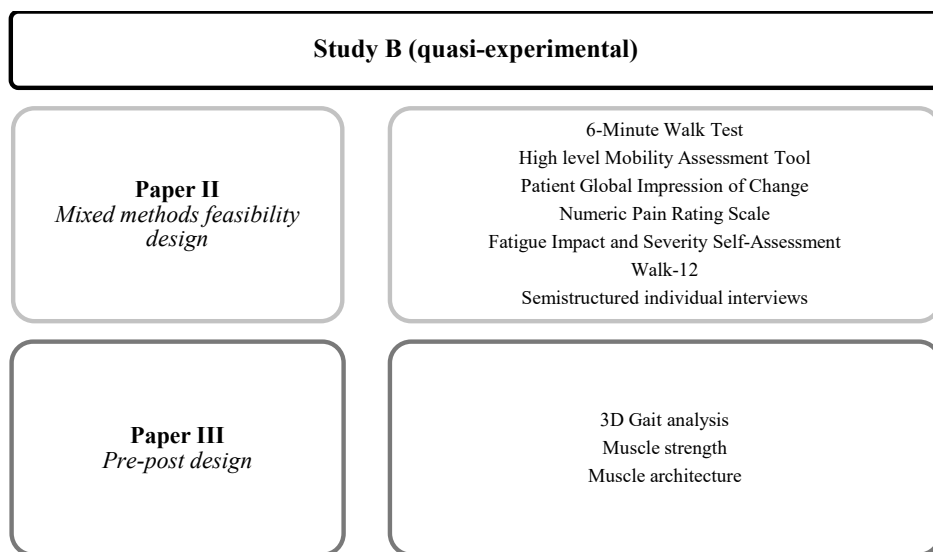 Study B (quasi-experimental)
Paper II
Mixed methods feasibility
design
6-Minute Walk Test
High level Mobility Assessment Tool
Patient Global Impression of Change
Numeric Pain Rating Scale
Fatigue Impact and Severity Self-Assessment
Walk-12
Semistructured individual interviews
Paper III
Pre-post design
3D Gait analysis
Muscle strength
Muscle architecture